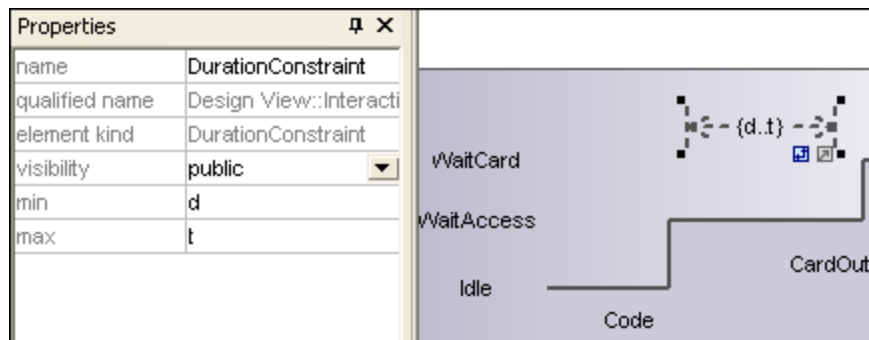 Properties
name DurationConstraint
qualified name Design View::Interacti
element kind DurationConstraint
visibility public
min d
max t
{d..t}
WaitCard
WaitAccess
CardOut
Idle
Code